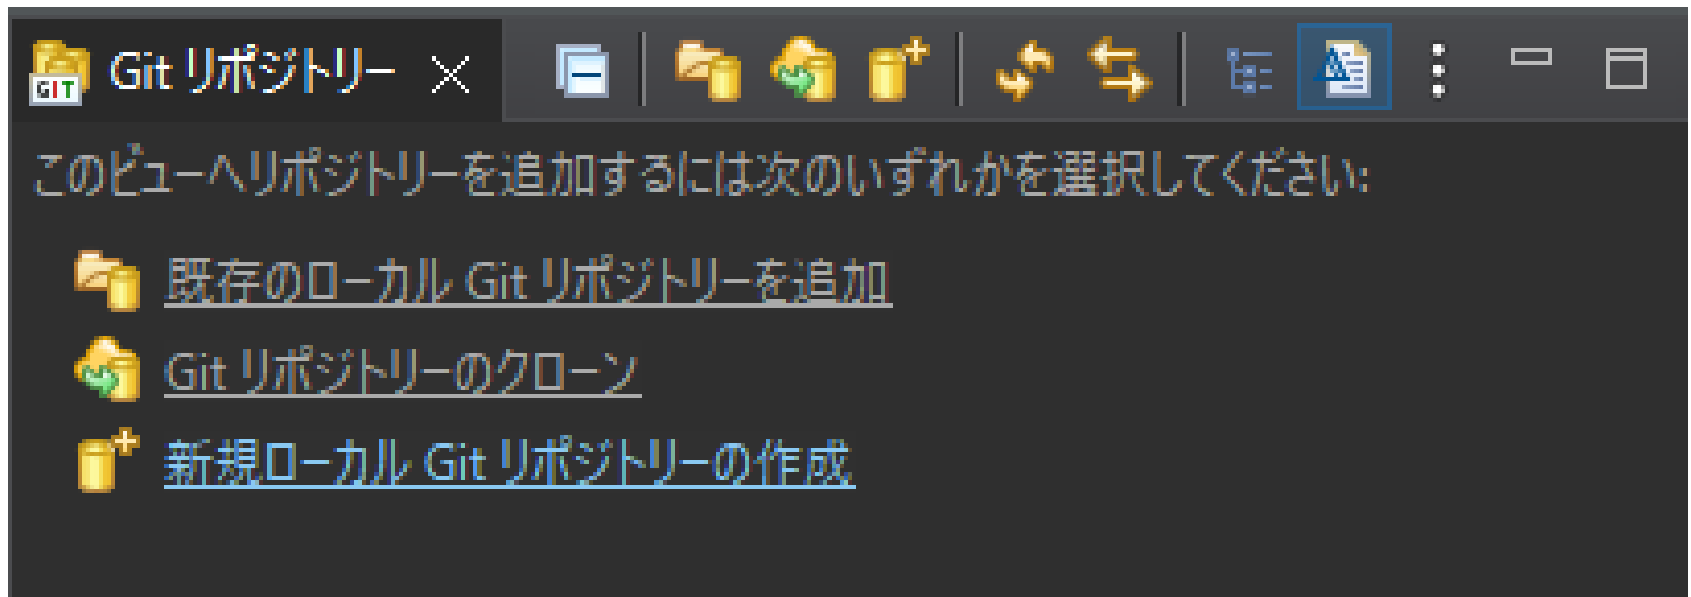 Git リポジトリー
GIT
このビューへリポジトリーを追加するには次のいずれかを選択してください:
既存のローカル Git リポジトリーを追加
Git リポジトリーのクローン
新規ローカル Git リポジトリーの作成